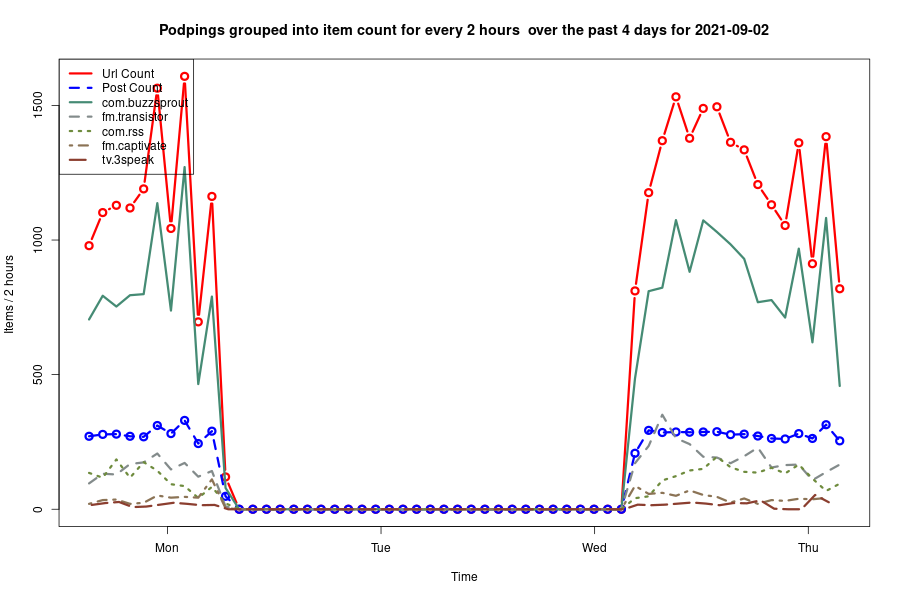 Podpings grouped into item count for every 2 hours  over the past 4 days for 2021-09-02
Url Count
Post Count
com.buzzsprout
fm.transistor
com.rss
fm.captivate
tv.3speak
Items / 2 hours
1500
1000
500
0
Mon
Tue
Wed
Thu
Time